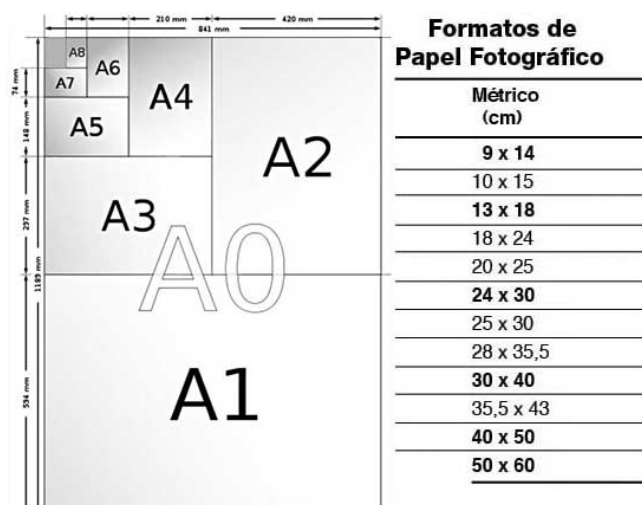 210 mm
420 mm
841 mm
A8
A6
A7
A4
A5
A2
A3
A0
A1
74 mm
148 mm
297 mm
1189 mm
594 mm
Formatos de
Papel Fotográfico
Métrico
(cm)
9 x 14
10 x 15
13 x 18
18 x 24
20 x 25
24 x 30
25 x 30
28 x 35,5
30 x 40
35,5 x 43
40 x 50
50 x 60